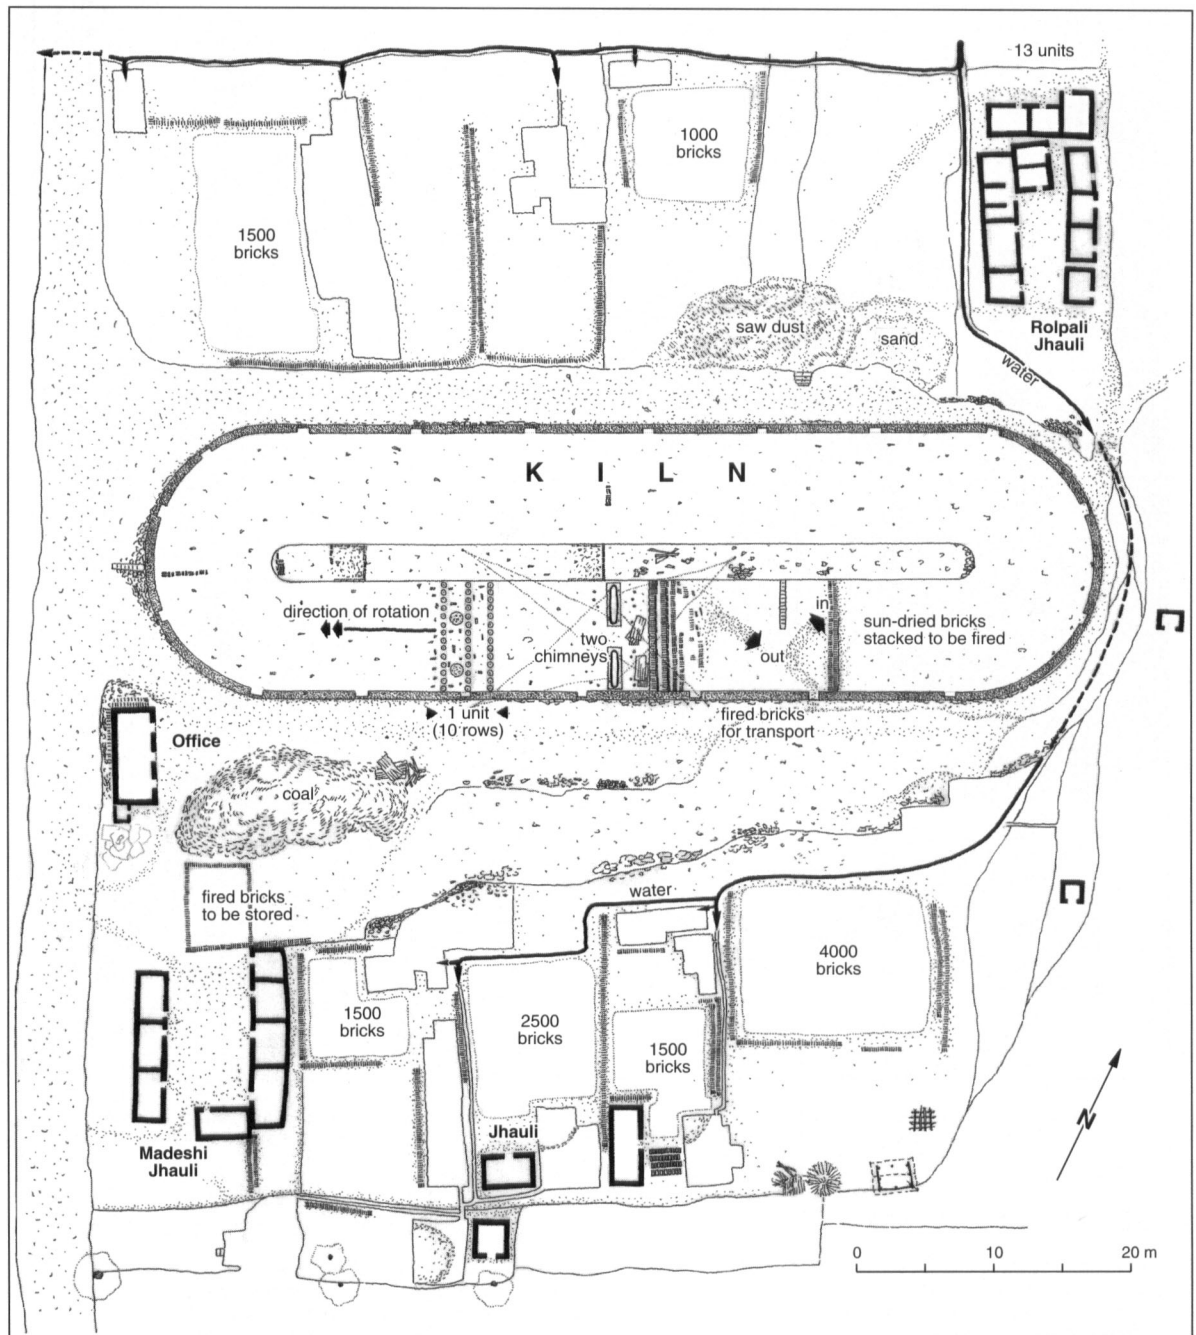 13 units
1000
bricks
1500
bricks
saw dust
sand
Rolpali
Jhauli
water
K I L N
direction of rotation
two
chimneys
in
out
sun-dried bricks
stacked to be fired
1 unit
(10 rows)
fired bricks
for transport
Office
coal
fired bricks
to be stored
water
4000
bricks
1500
bricks
2500
bricks
1500
bricks
Jhauli
Madeshi
Jhauli
N
0 10 20 m